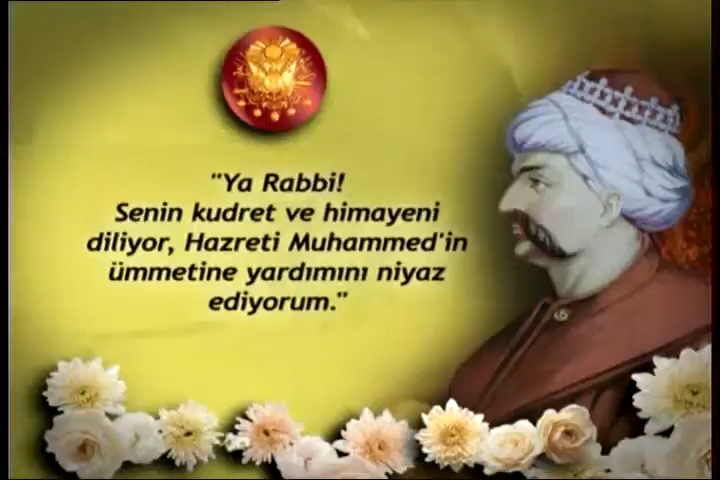 "Ya Rabbi!
Senin kudret ve himayeni
diliyor, Hazreti Muhammed'in
ümmetine yardımını niyaz
ediyorum."